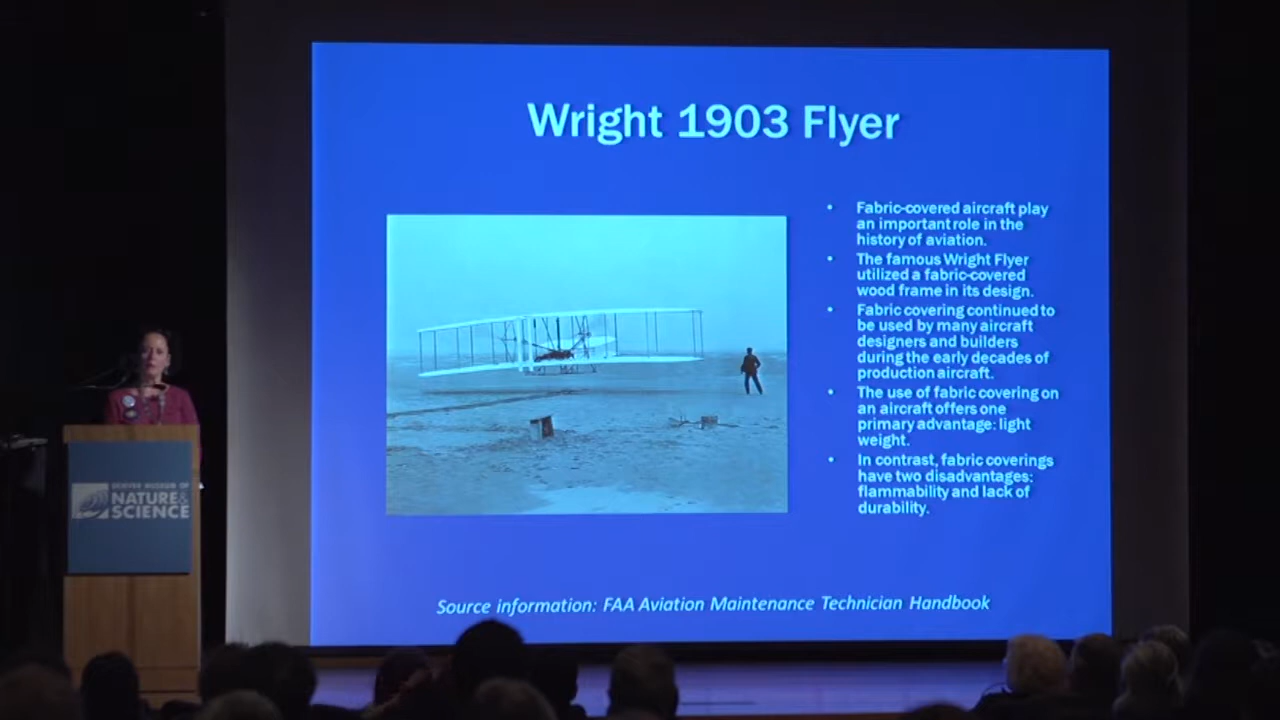 Wright 1903 Flyer
• Fabric-covered aircraft play
an important role in the
history of aviation.
• The famous Wright Flyer
utilized a fabric-covered
wood frame in its design.
• Fabric covering continued to
be used by many aircraft
designers and builders
during the early decades of
production aircraft.
• The use of fabric covering on
an aircraft offers one
primary advantage: light
weight.
• In contrast, fabric coverings
have two disadvantages:
flammability and lack of
durability.
Source information: FAA Aviation Maintenance Technician Handbook
DENVER MUSEUM OF
NATURE &
SCIENCE